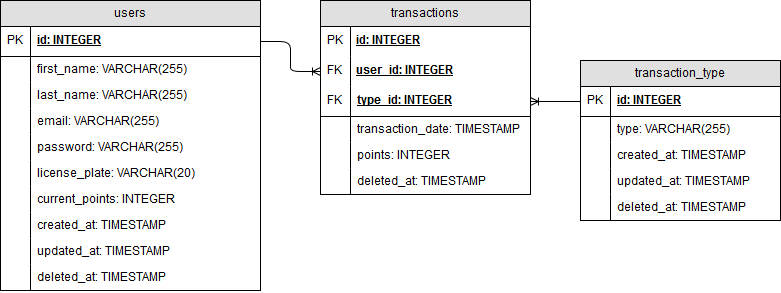 users
PK id: INTEGER
first_name: VARCHAR(255)
last_name: VARCHAR(255)
email: VARCHAR(255)
password: VARCHAR(255)
license_plate: VARCHAR(20)
current_points: INTEGER
created_at: TIMESTAMP
updated_at: TIMESTAMP
deleted_at: TIMESTAMP
transactions
PK id: INTEGER
FK user_id: INTEGER
FK type_id: INTEGER
transaction_date: TIMESTAMP
points: INTEGER
deleted_at: TIMESTAMP
transaction_type
PK id: INTEGER
type: VARCHAR(255)
created_at: TIMESTAMP
updated_at: TIMESTAMP
deleted_at: TIMESTAMP